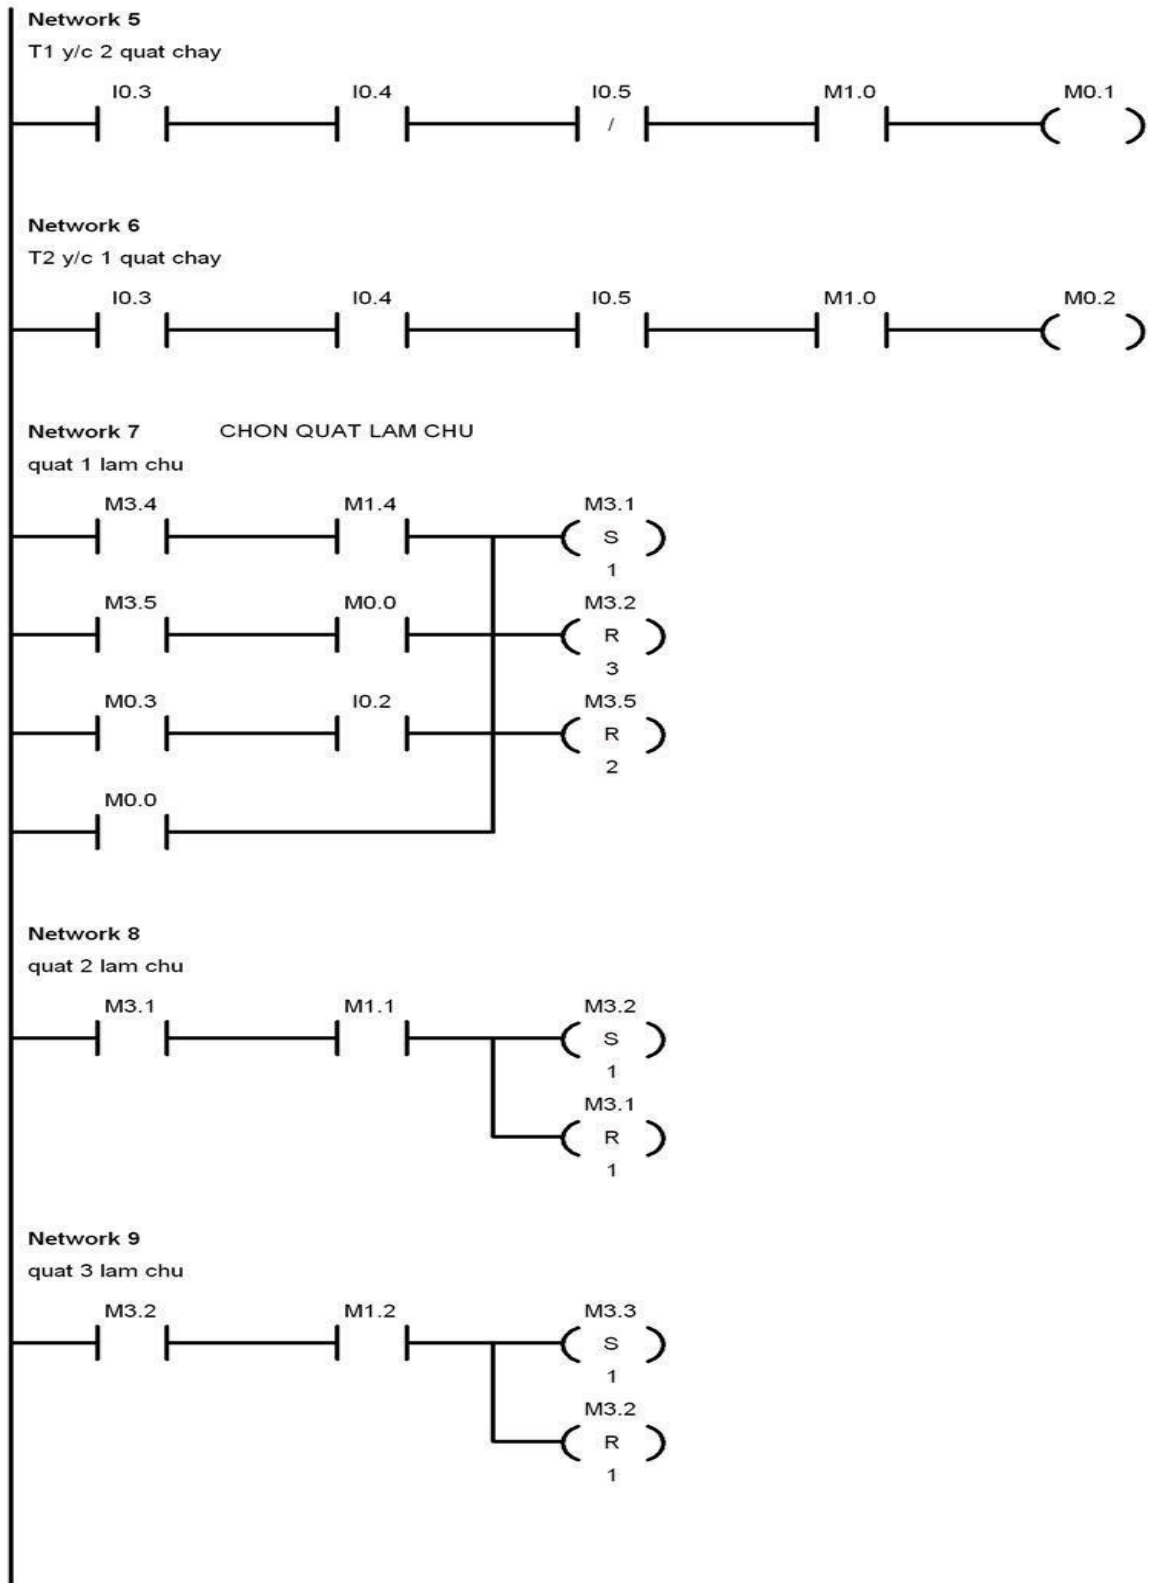 Network 5
T1 y/c 2 quat chay
I0.3 I0.4 I0.5 M1.0 M0.1
/
Network 6
T2 y/c 1 quat chay
I0.3 I0.4 I0.5 M1.0 M0.2
Network 7 CHON QUAT LAM CHU
quat 1 lam chu
M3.4 M1.4 M3.1
S
1
M3.5 M0.0 M3.2
R
3
M0.3 I0.2 M3.5
R
2
M0.0
Network 8
quat 2 lam chu
M3.1 M1.1 M3.2
S
1
M3.1
R
1
Network 9
quat 3 lam chu
M3.2 M1.2 M3.3
S
1
M3.2
R
1